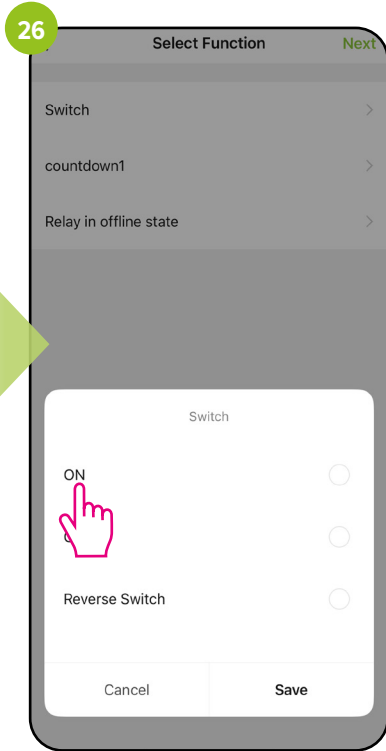 26
Select Function Next
Switch
countdown1
Relay in offline state
Switch
ON
Reverse Switch
Cancel Save